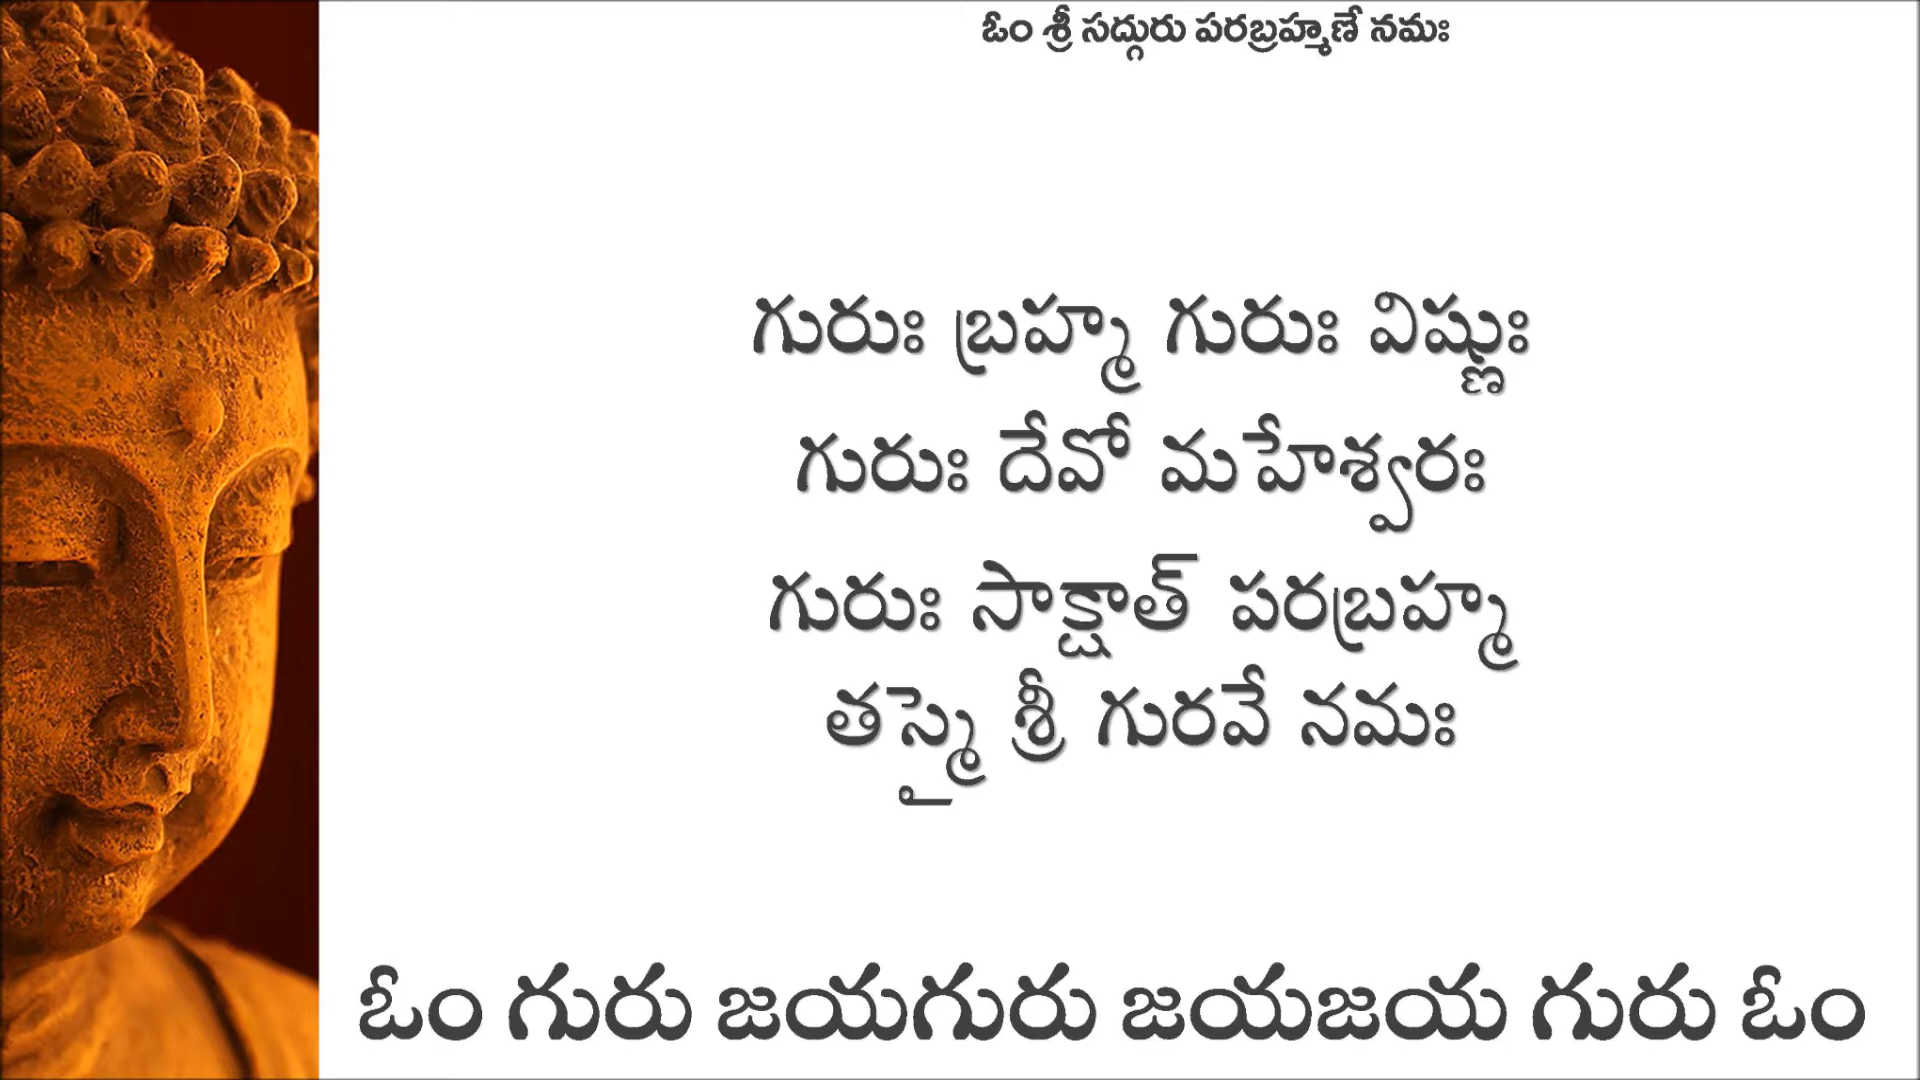 ఓం శ్రీ సద్గురు పరబ్రహ్మణే నమః
గురుః బ్రహ్మ గురుః విష్ణుః
గురుః దేవో మహేశ్వరః
గురుః సాక్షాత్ పరబ్రహ్మ
తస్మై శ్రీ గురవే నమః
ఓం గురు జయగురు జయజయ గురు ఓం